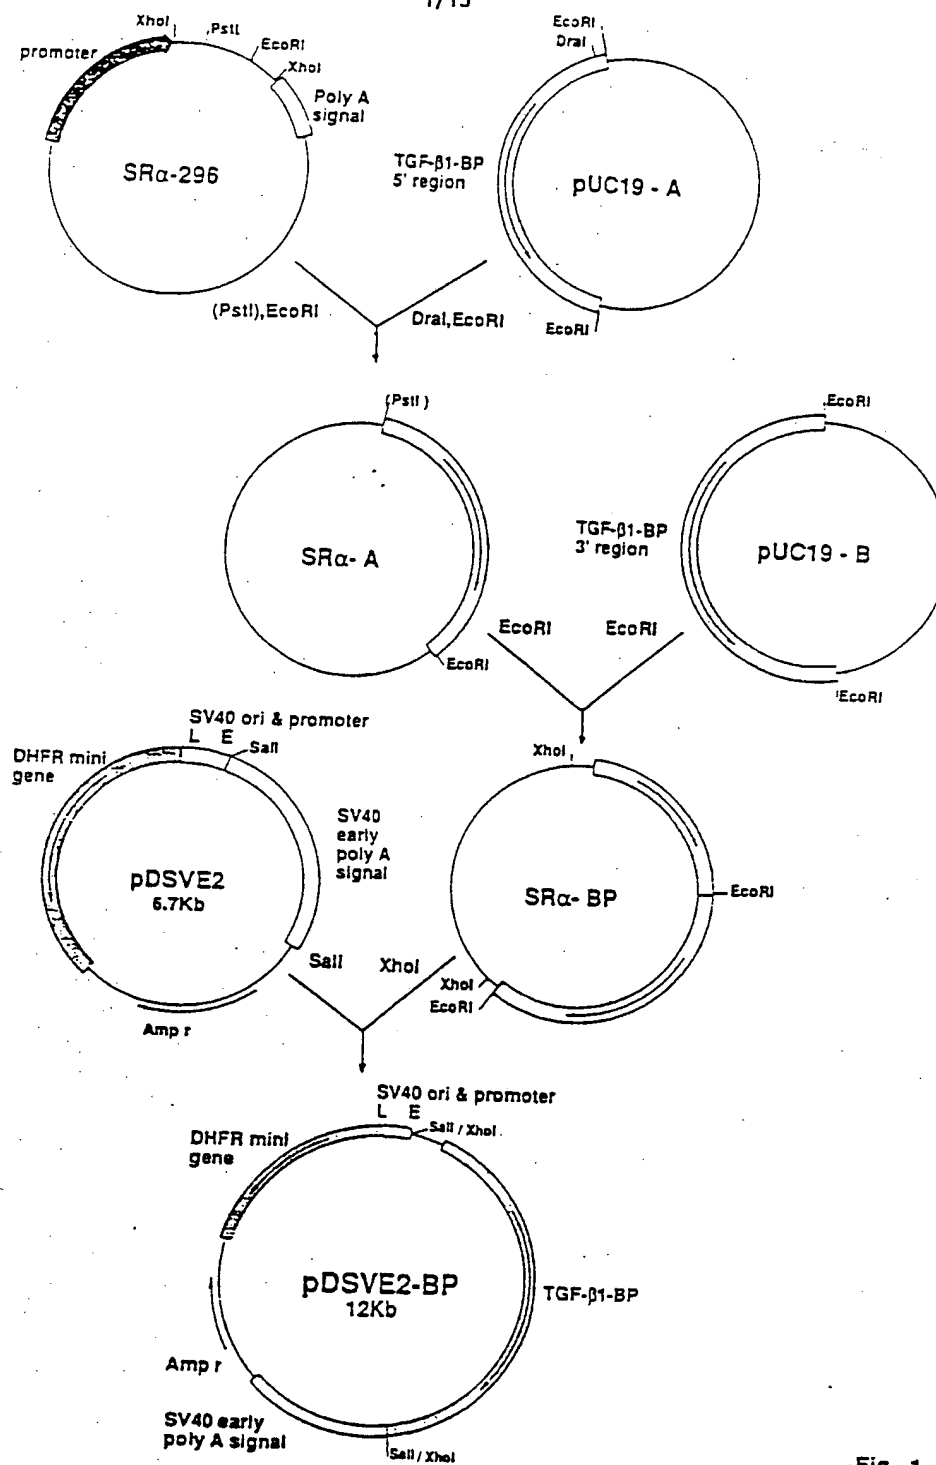 1/15
XhoI
PstI
EcoRI
XhoI
promoter
Poly A
signal
SRα-296
EcoRI
DraI
TGF-β1-BP
5' region
pUC19 - A
EcoRI
(PstI),EcoRI
DraI,EcoRI
(PstI)
SRα- A
EcoRI
EcoRI
TGF-β1-BP
3' region
pUC19 - B
EcoRI
EcoRI
EcoRI
SV40 ori & promoter
L E
SalI
DHFR mini
gene
SV40
early
poly A
signal
pDSVE2
6.7Kb
Amp r
XhoI
EcoRI
SRα- BP
XhoI
EcoRI
SalI
XhoI
SV40 ori & promoter
L E
SalI / XhoI
DHFR mini
gene
pDSVE2-BP
12Kb
TGF-β1-BP
Amp r
SV40 early
poly A signal
SalI / XhoI
Fig. 1